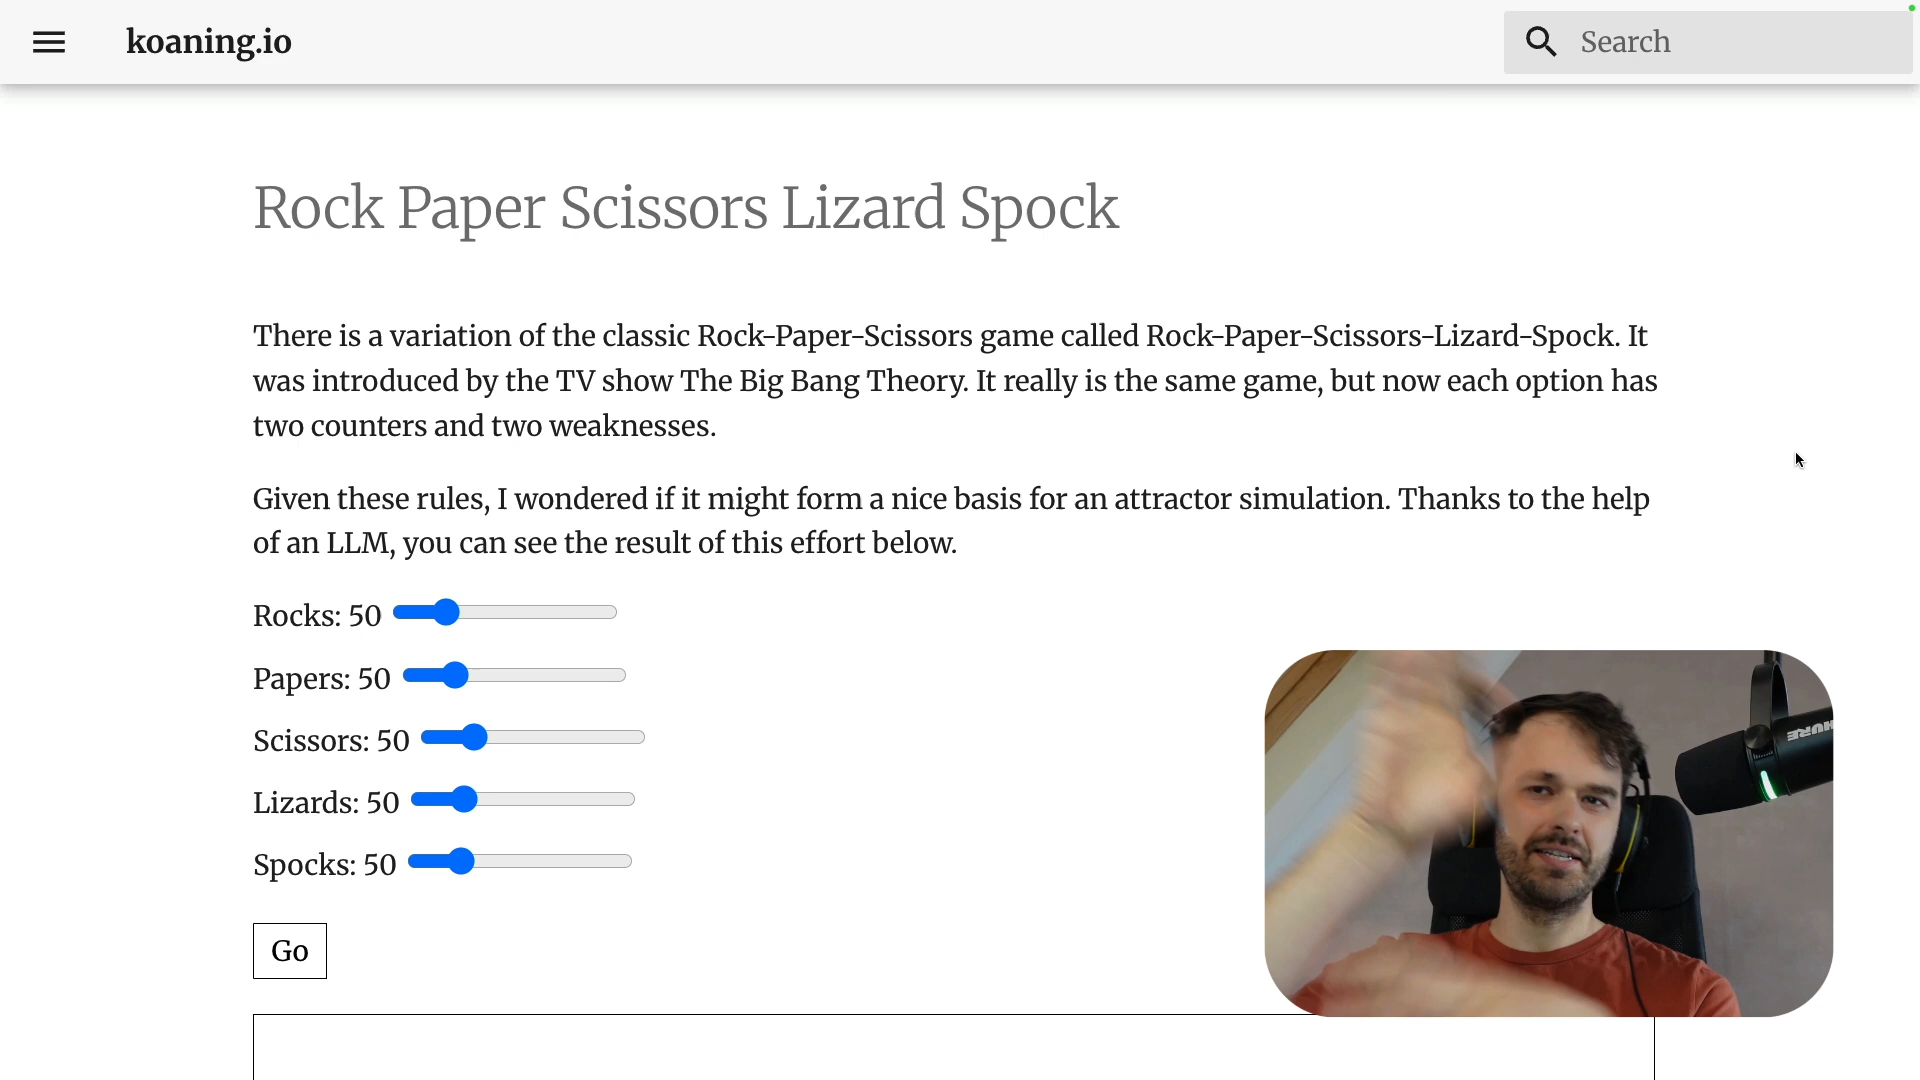 koaning.io
Search
Rock Paper Scissors Lizard Spock
There is a variation of the classic Rock-Paper-Scissors game called Rock-Paper-Scissors-Lizard-Spock. It
was introduced by the TV show The Big Bang Theory. It really is the same game, but now each option has
two counters and two weaknesses.
Given these rules, I wondered if it might form a nice basis for an attractor simulation. Thanks to the help
of an LLM, you can see the result of this effort below.
Rocks: 50
Papers: 50
Scissors: 50
Lizards: 50
Spocks: 50
Go